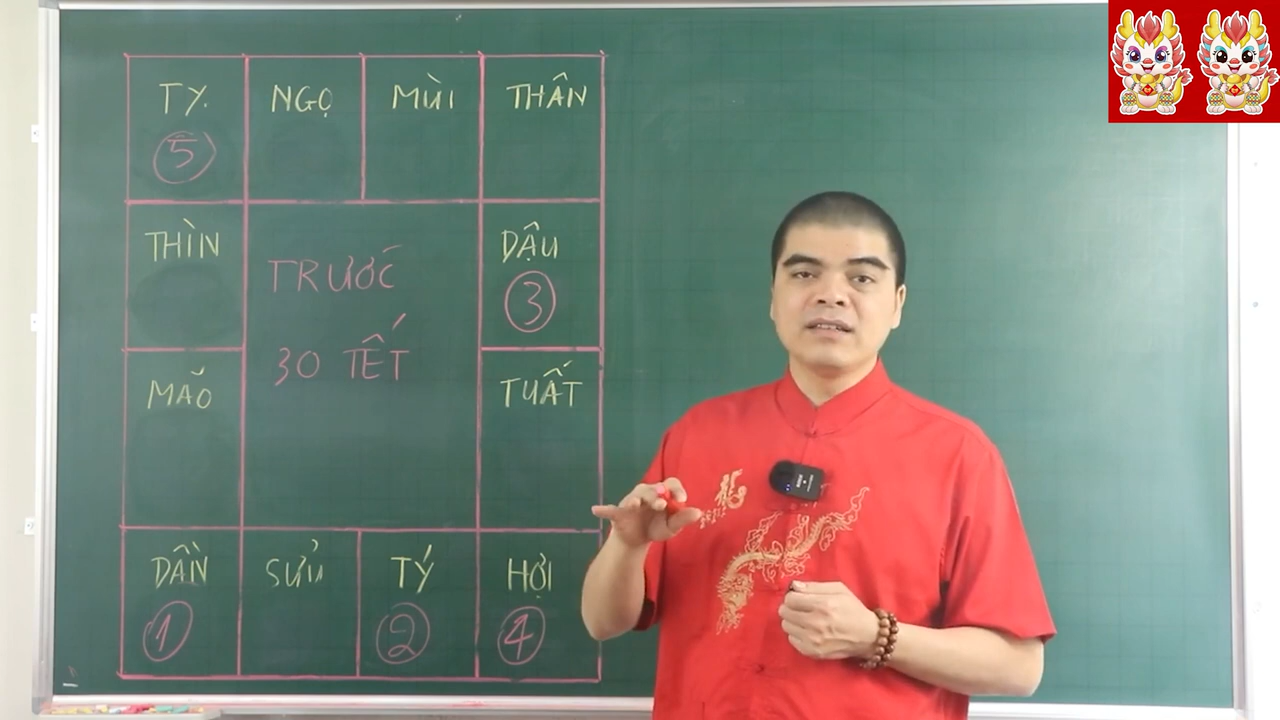 TỴ NGỌ MÙI THÂN
5
THÌN DẬU
TRƯỚC
3
30 TẾT
MÃO TUẤT
DẦN SỬU TÝ HỢI
1 2 4